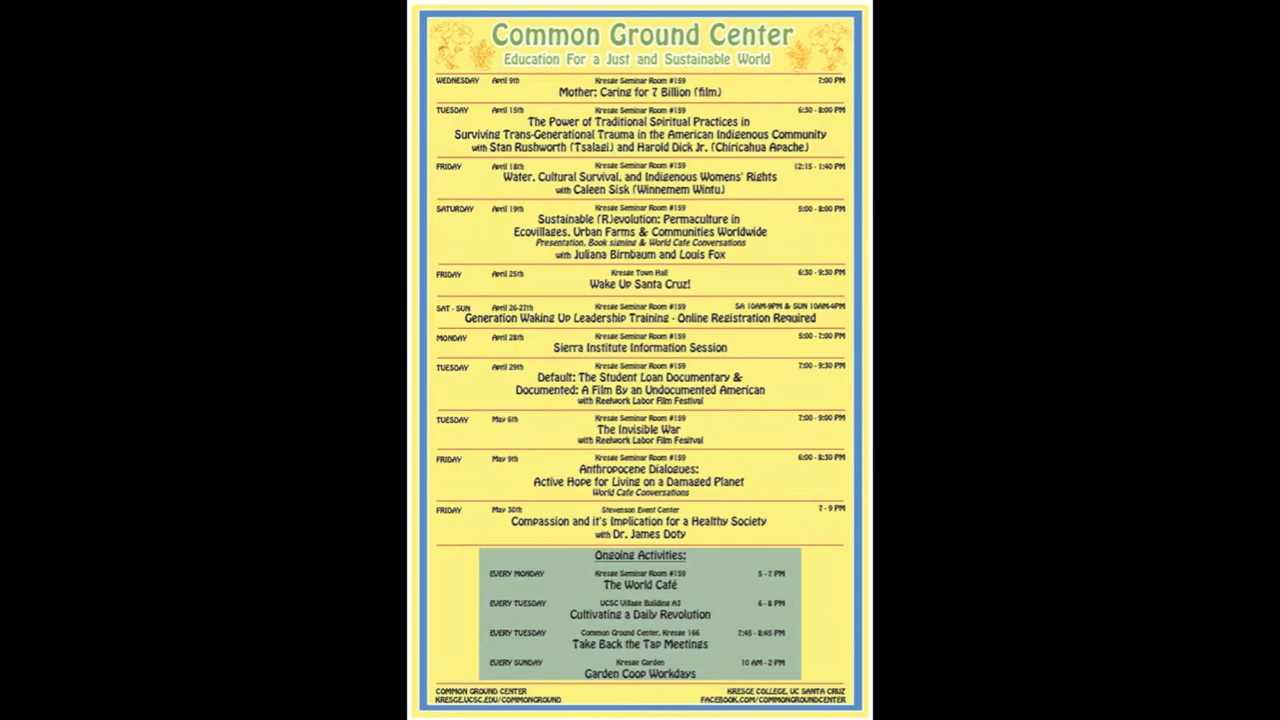 Common Ground Center
Education For a Just and Sustainable World
WEDNESDAY April 9th Kresge Seminar Room #159 7:00 PM
Mother: Caring for 7 Billion (film)
TUESDAY April 15th Kresge Seminar Room #159 6:30 - 8:00 PM
The Power of Traditional Spiritual Practices in
Surviving Trans-Generational Trauma in the American Indigenous Community
with Stan Rushworth (Tsalagi) and Harold Dick Jr. (Chiricahua Apache)
FRIDAY April 18th Kresge Seminar Room #159 12:15 - 1:40 PM
Water, Cultural Survival, and Indigenous Womens' Rights
with Caleen Sisk (Winnemem Wintu)
SATURDAY April 19th Kresge Seminar Room #159 5:00 - 8:00 PM
Sustainable (R)evolution: Permaculture in
Ecovillages, Urban Farms & Communities Worldwide
Presentation, Book signing & World Cafe Conversations
with Juliana Birnbaum and Louis Fox
FRIDAY April 25th Kresge Town Hall 6:30 - 9:30 PM
Wake Up Santa Cruz!
SAT - SUN April 26-27th Kresge Seminar Room #159 SA 10AM-9PM & SUN 10AM-4PM
Generation Waking Up Leadership Training - Online Registration Required
MONDAY April 28th Kresge Seminar Room #159 5:00 - 7:00 PM
Sierra Institute Information Session
TUESDAY April 29th Kresge Seminar Room #159 7:00 - 9:30 PM
Default: The Student Loan Documentary &
Documented: A Film By an Undocumented American
with Reelwork Labor Film Festival
TUESDAY May 6th Kresge Seminar Room #159 7:00 - 9:00 PM
The Invisible War
with Reelwork Labor Film Fesitval
FRIDAY May 9th Kresge Seminar Room #159 6:00 - 8:30 PM
Anthropocene Dialogues:
Active Hope for Living on a Damaged Planet
World Cafe Conversations
FRIDAY May 30th Stevenson Event Center 7 - 9 PM
Compassion and it's Implication for a Healthy Society
with Dr. James Doty
Ongoing Activities:
EVERY MONDAY Kresge Seminar Room #159 5 - 7 PM
The World Café
EVERY TUESDAY UCSC Village Building A3 6 - 8 PM
Cultivating a Daily Revolution
EVERY TUESDAY Common Ground Center, Kresge 166 7:45 - 8:45 PM
Take Back the Tap Meetings
EVERY SUNDAY Kresge Garden 10 AM - 2 PM
Garden Coop Workdays
COMMON GROUND CENTER KRESGE COLLEGE, UC SANTA CRUZ
KRESGE.UCSC.EDU/COMMONGROUND FACEBOOK.COM/COMMONGROUNDCENTER